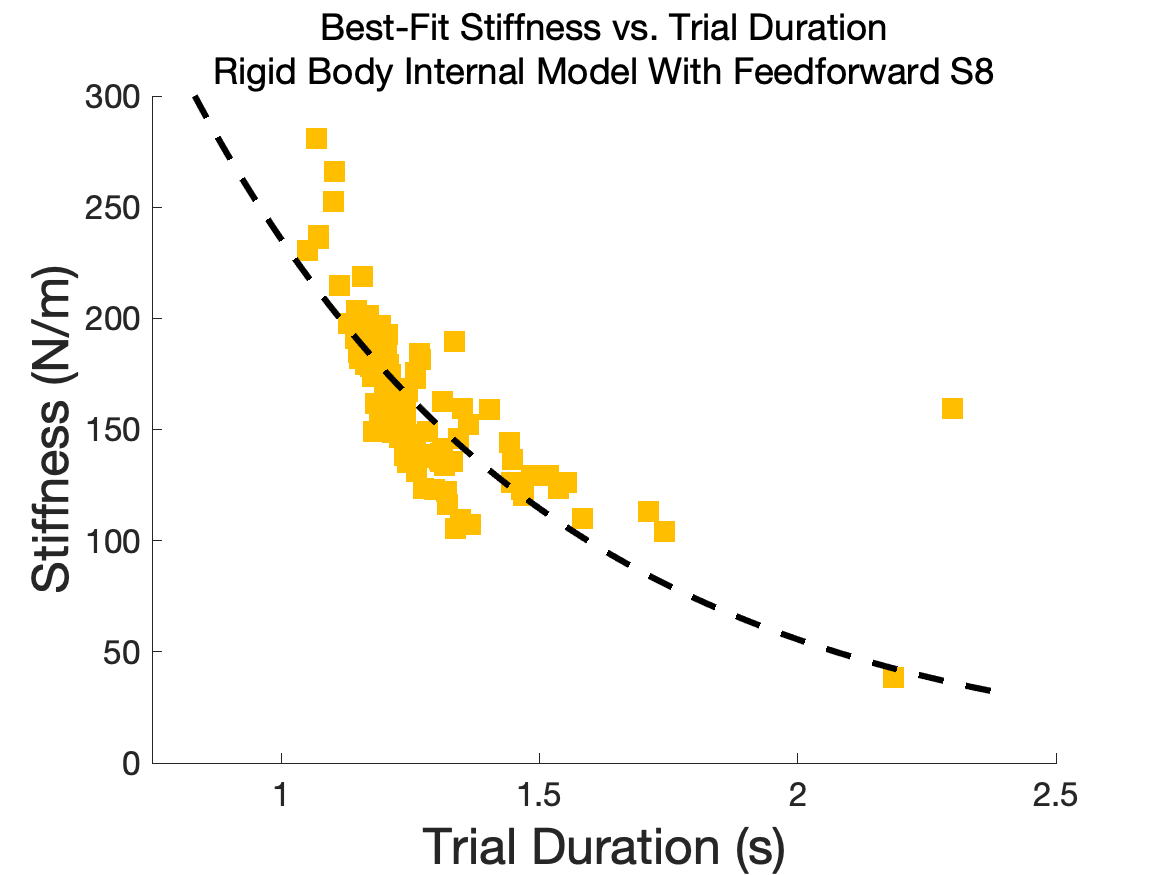 Best-Fit Stiffness vs. Trial Duration
Rigid Body Internal Model With Feedforward S8
300
250
200
150
100
50
0
Stiffness (N/m)
1 1.5 2 2.5
Trial Duration (s)